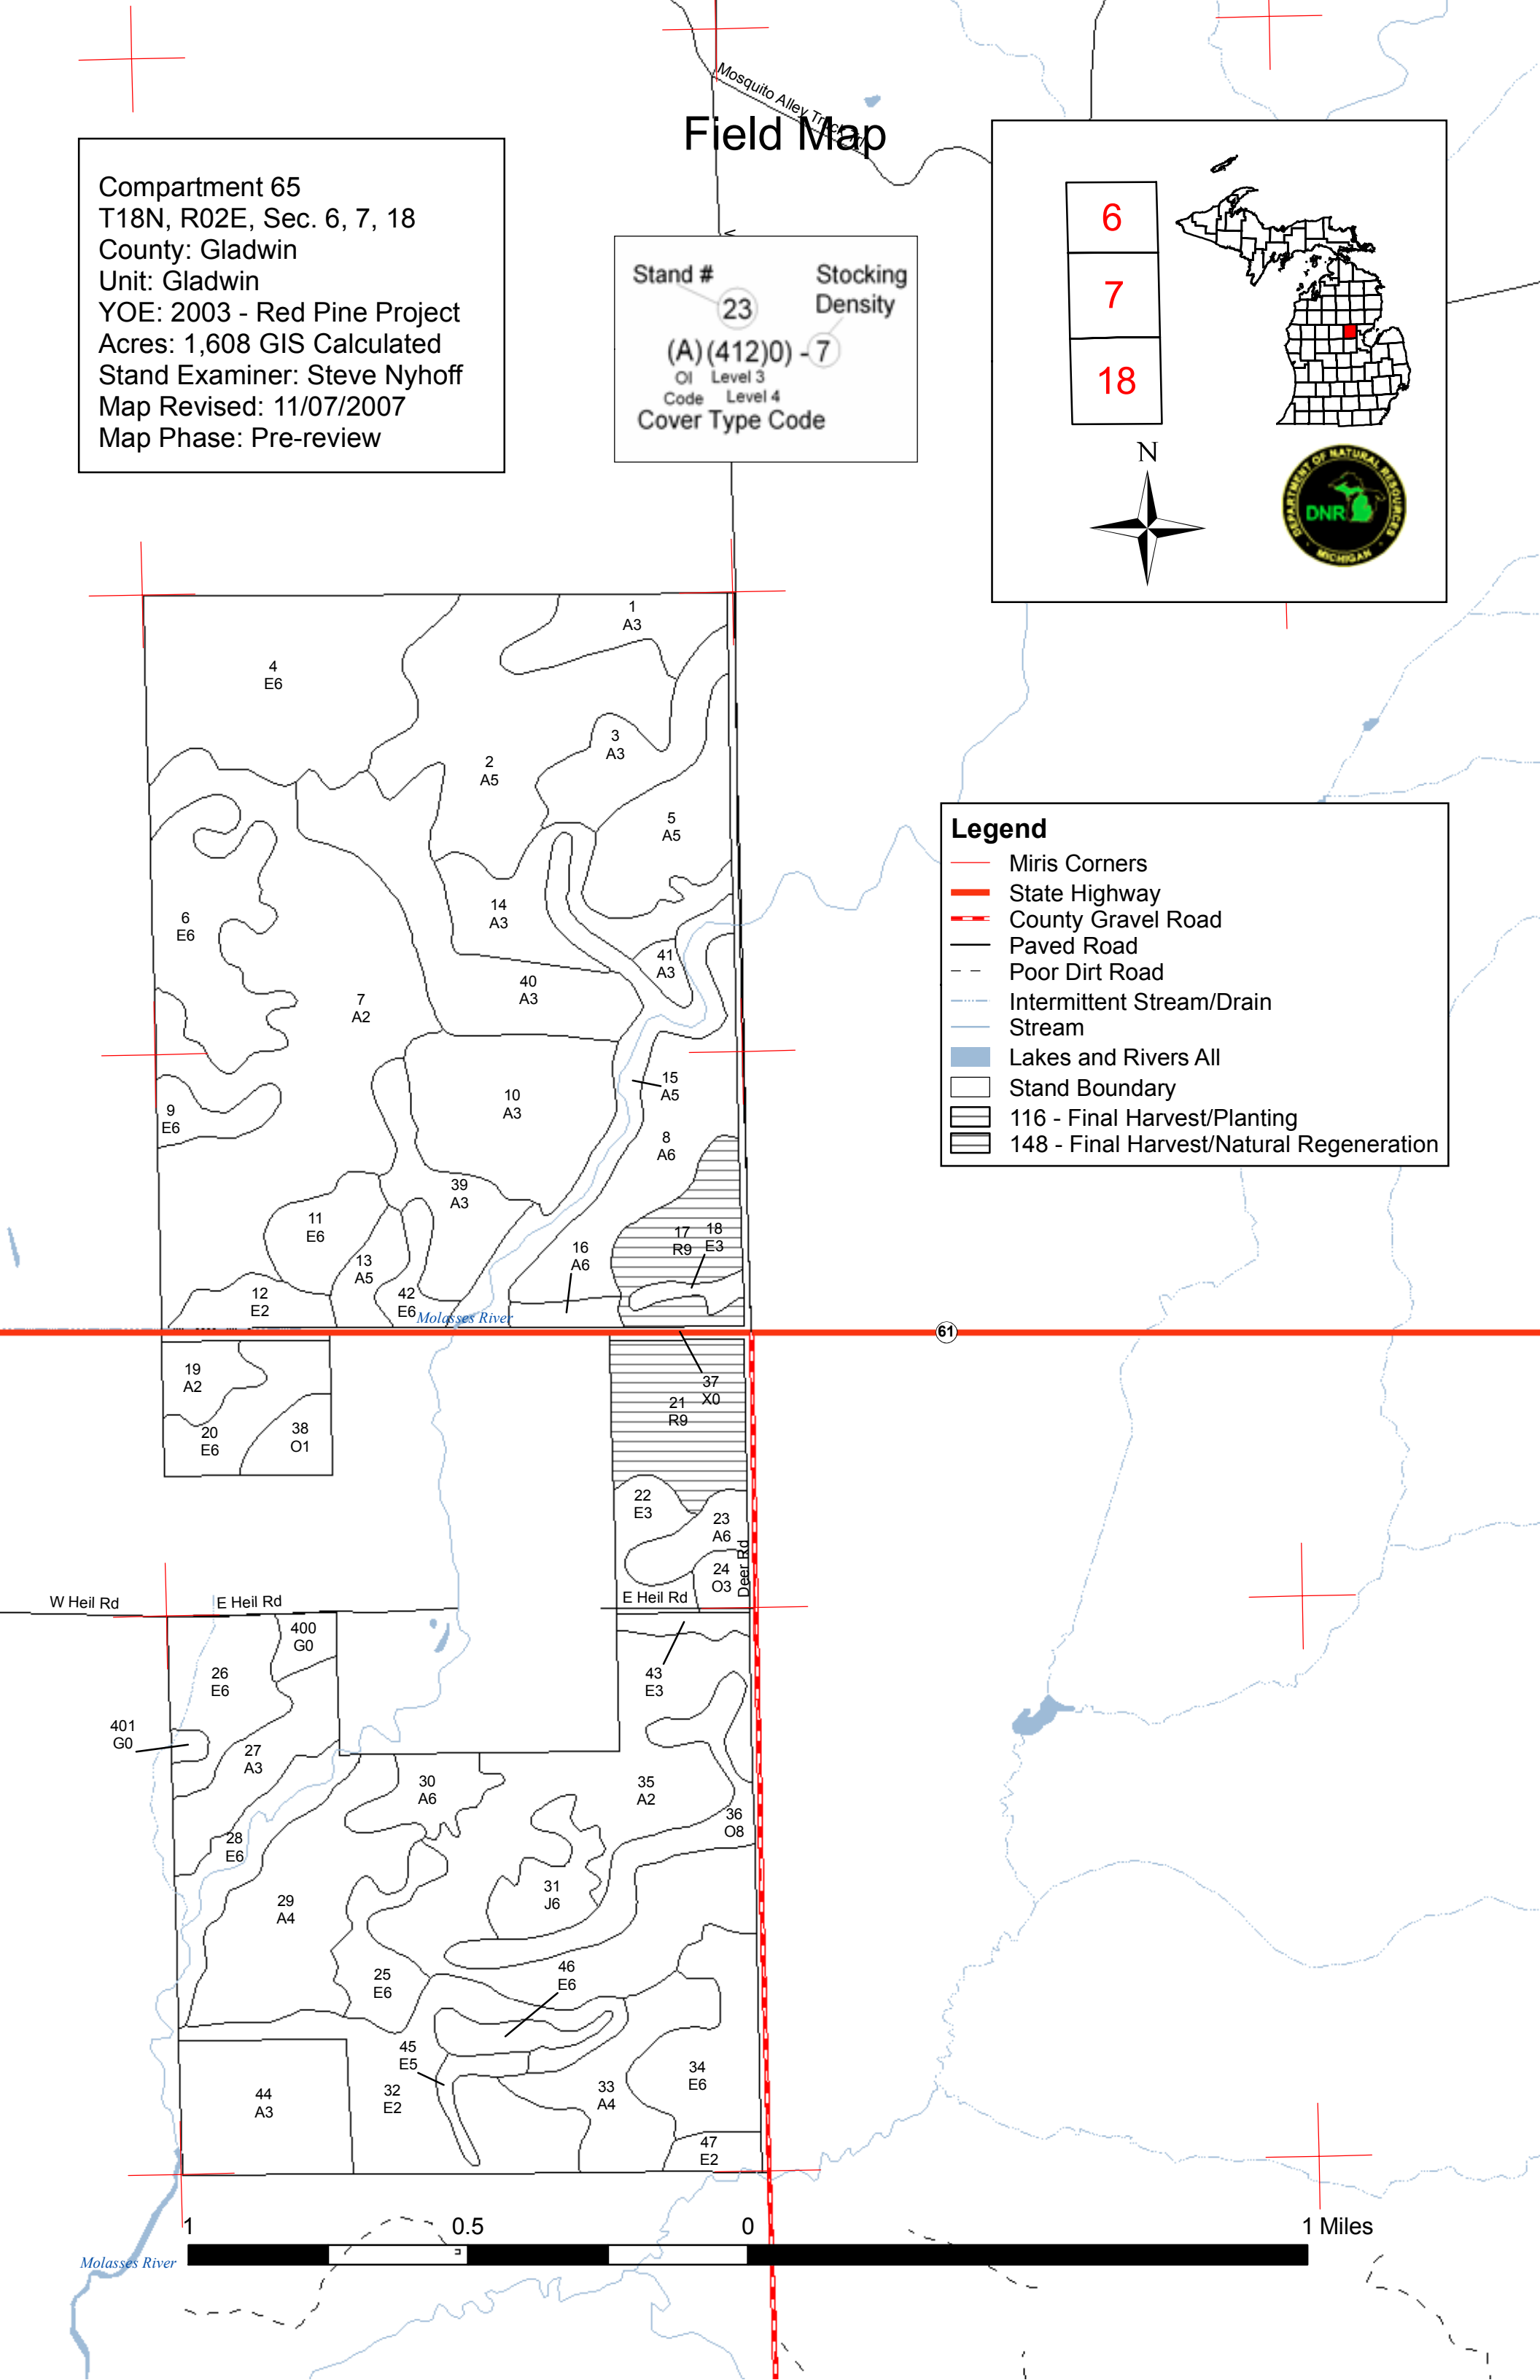 Mosquito Alley Truck Trl
Field Map
Compartment 65
T18N, R02E, Sec. 6, 7, 18
County: Gladwin
Unit: Gladwin
YOE: 2003 - Red Pine Project
Acres: 1,608 GIS Calculated
Stand Examiner: Steve Nyhoff
Map Revised: 11/07/2007
Map Phase: Pre-review
Stand #
Stocking
Density
23
(A) (412)0) - 7
OI Level 3
Code Level 4
Cover Type Code
6
7
18
N
DEPARTMENT OF NATURAL RESOURCES
DNR
MICHIGAN
1
A3
4
E6
3
A3
2
A5
5
A5
14
A3
6
E6
41
A3
40
A3
7
A2
15
A5
10
A3
9
E6
8
A6
39
A3
11
E6
17
R9
18
E3
16
A6
13
A5
12
E2
42
E6
Molasses River
61
Legend
Miris Corners
State Highway
County Gravel Road
Paved Road
Poor Dirt Road
Intermittent Stream/Drain
Stream
Lakes and Rivers All
Stand Boundary
116 - Final Harvest/Planting
148 - Final Harvest/Natural Regeneration
19
A2
37
X0
21
R9
20
E6
38
O1
22
E3
23
A6
24
O3
Deer Rd
W Heil Rd
E Heil Rd
E Heil Rd
400
G0
26
E6
43
E3
401
G0
27
A3
30
A6
35
A2
36
O8
28
E6
31
J6
29
A4
46
E6
25
E6
45
E5
34
E6
32
E2
33
A4
44
A3
47
E2
1
0.5
0
1 Miles
Molasses River